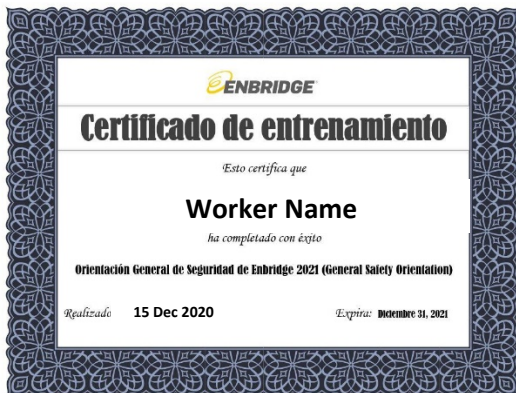 ENBRIDGE
Certificado de entrenamiento
Esto certifica que
Worker Name
ha completado con éxito
Orientación General de Seguridad de Enbridge 2021 (General Safety Orientation)
Realizado 15 Dec 2020 Expira: Diciembre 31, 2021